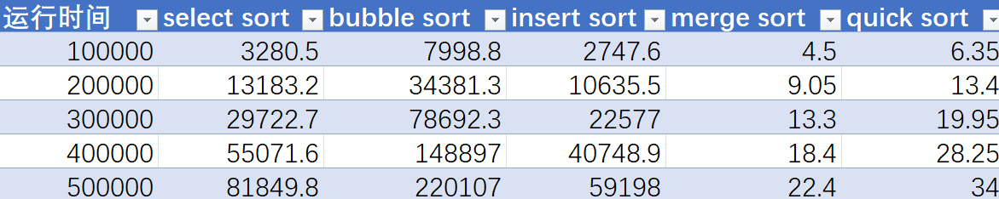 运行时间 select sort bubble sort insert sort merge sort quick sort
100000 3280.5 7998.8 2747.6 4.5 6.35
200000 13183.2 34381.3 10635.5 9.05 13.4
300000 29722.7 78692.3 22577 13.3 19.95
400000 55071.6 148897 40748.9 18.4 28.25
500000 81849.8 220107 59198 22.4 34